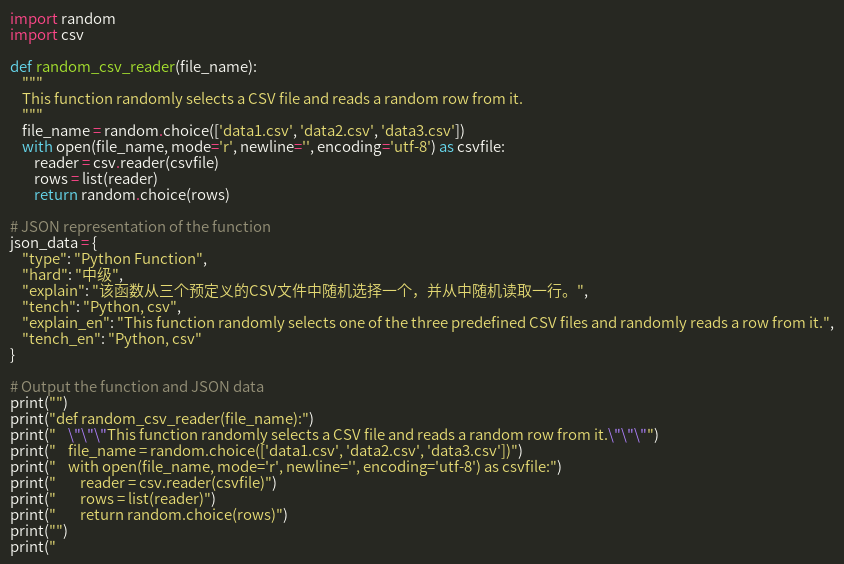 import random
import csv

def random_csv_reader(file_name):
    """
    This function randomly selects a CSV file and reads a random row from it.
    """
    file_name = random.choice(['data1.csv', 'data2.csv', 'data3.csv'])
    with open(file_name, mode='r', newline='', encoding='utf-8') as csvfile:
        reader = csv.reader(csvfile)
        rows = list(reader)
        return random.choice(rows)

# JSON representation of the function
json_data = {
    "type": "Python Function",
    "hard": "中级",
    "explain": "该函数从三个预定义的CSV文件中随机选择一个，并从中随机读取一行。",
    "tench": "Python, csv",
    "explain_en": "This function randomly selects one of the three predefined CSV files and randomly reads a row from it.",
    "tench_en": "Python, csv"
}

# Output the function and JSON data
print("")
print("def random_csv_reader(file_name):")
print("    \"\"\"This function randomly selects a CSV file and reads a random row from it.\"\"\"")
print("    file_name = random.choice(['data1.csv', 'data2.csv', 'data3.csv'])")
print("    with open(file_name, mode='r', newline='', encoding='utf-8') as csvfile:")
print("        reader = csv.reader(csvfile)")
print("        rows = list(reader)")
print("        return random.choice(rows)")
print("")
print("